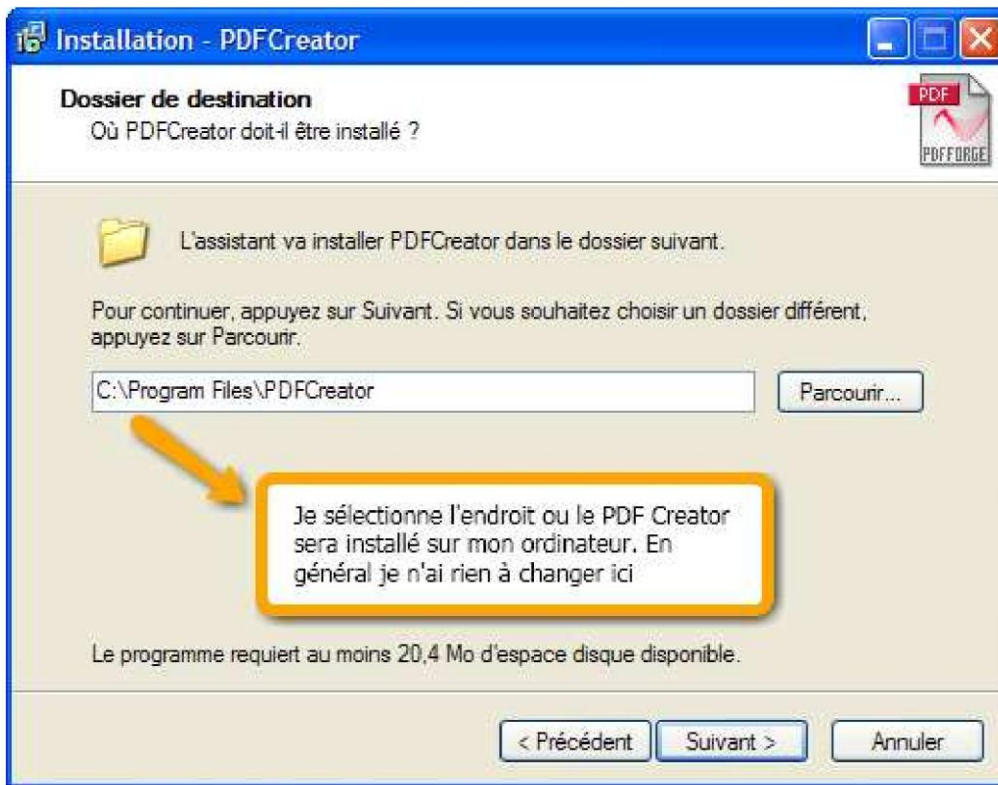 Installation - PDFCreator
Dossier de destination
Où PDFCreator doit-il être installé ?
PDF
PDFFORGE
L'assistant va installer PDFCreator dans le dossier suivant.
Pour continuer, appuyez sur Suivant. Si vous souhaitez choisir un dossier différent,
appuyez sur Parcourir.
C:\Program Files\PDFCreator
Parcourir...
Je sélectionne l'endroit ou le PDF Creator
sera installé sur mon ordinateur. En
général je n'ai rien à changer ici
Le programme requiert au moins 20,4 Mo d'espace disque disponible.
< Précédent
Suivant >
Annuler